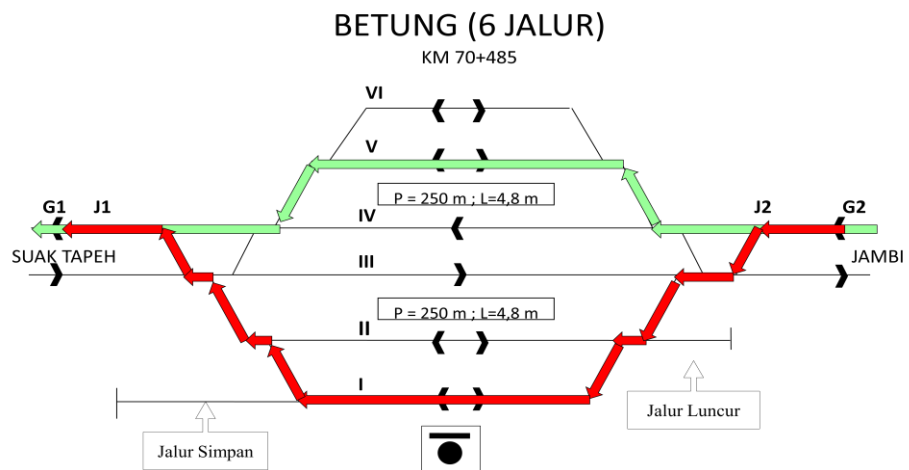 BETUNG (6 JALUR)
KM 70+485
VI
V
P = 250 m ; L=4,8 m
G1 J1 IV J2 G2
SUAK TAPEH III JAMBI
P = 250 m ; L=4,8 m
II
I
Jalur Luncur
Jalur Simpan